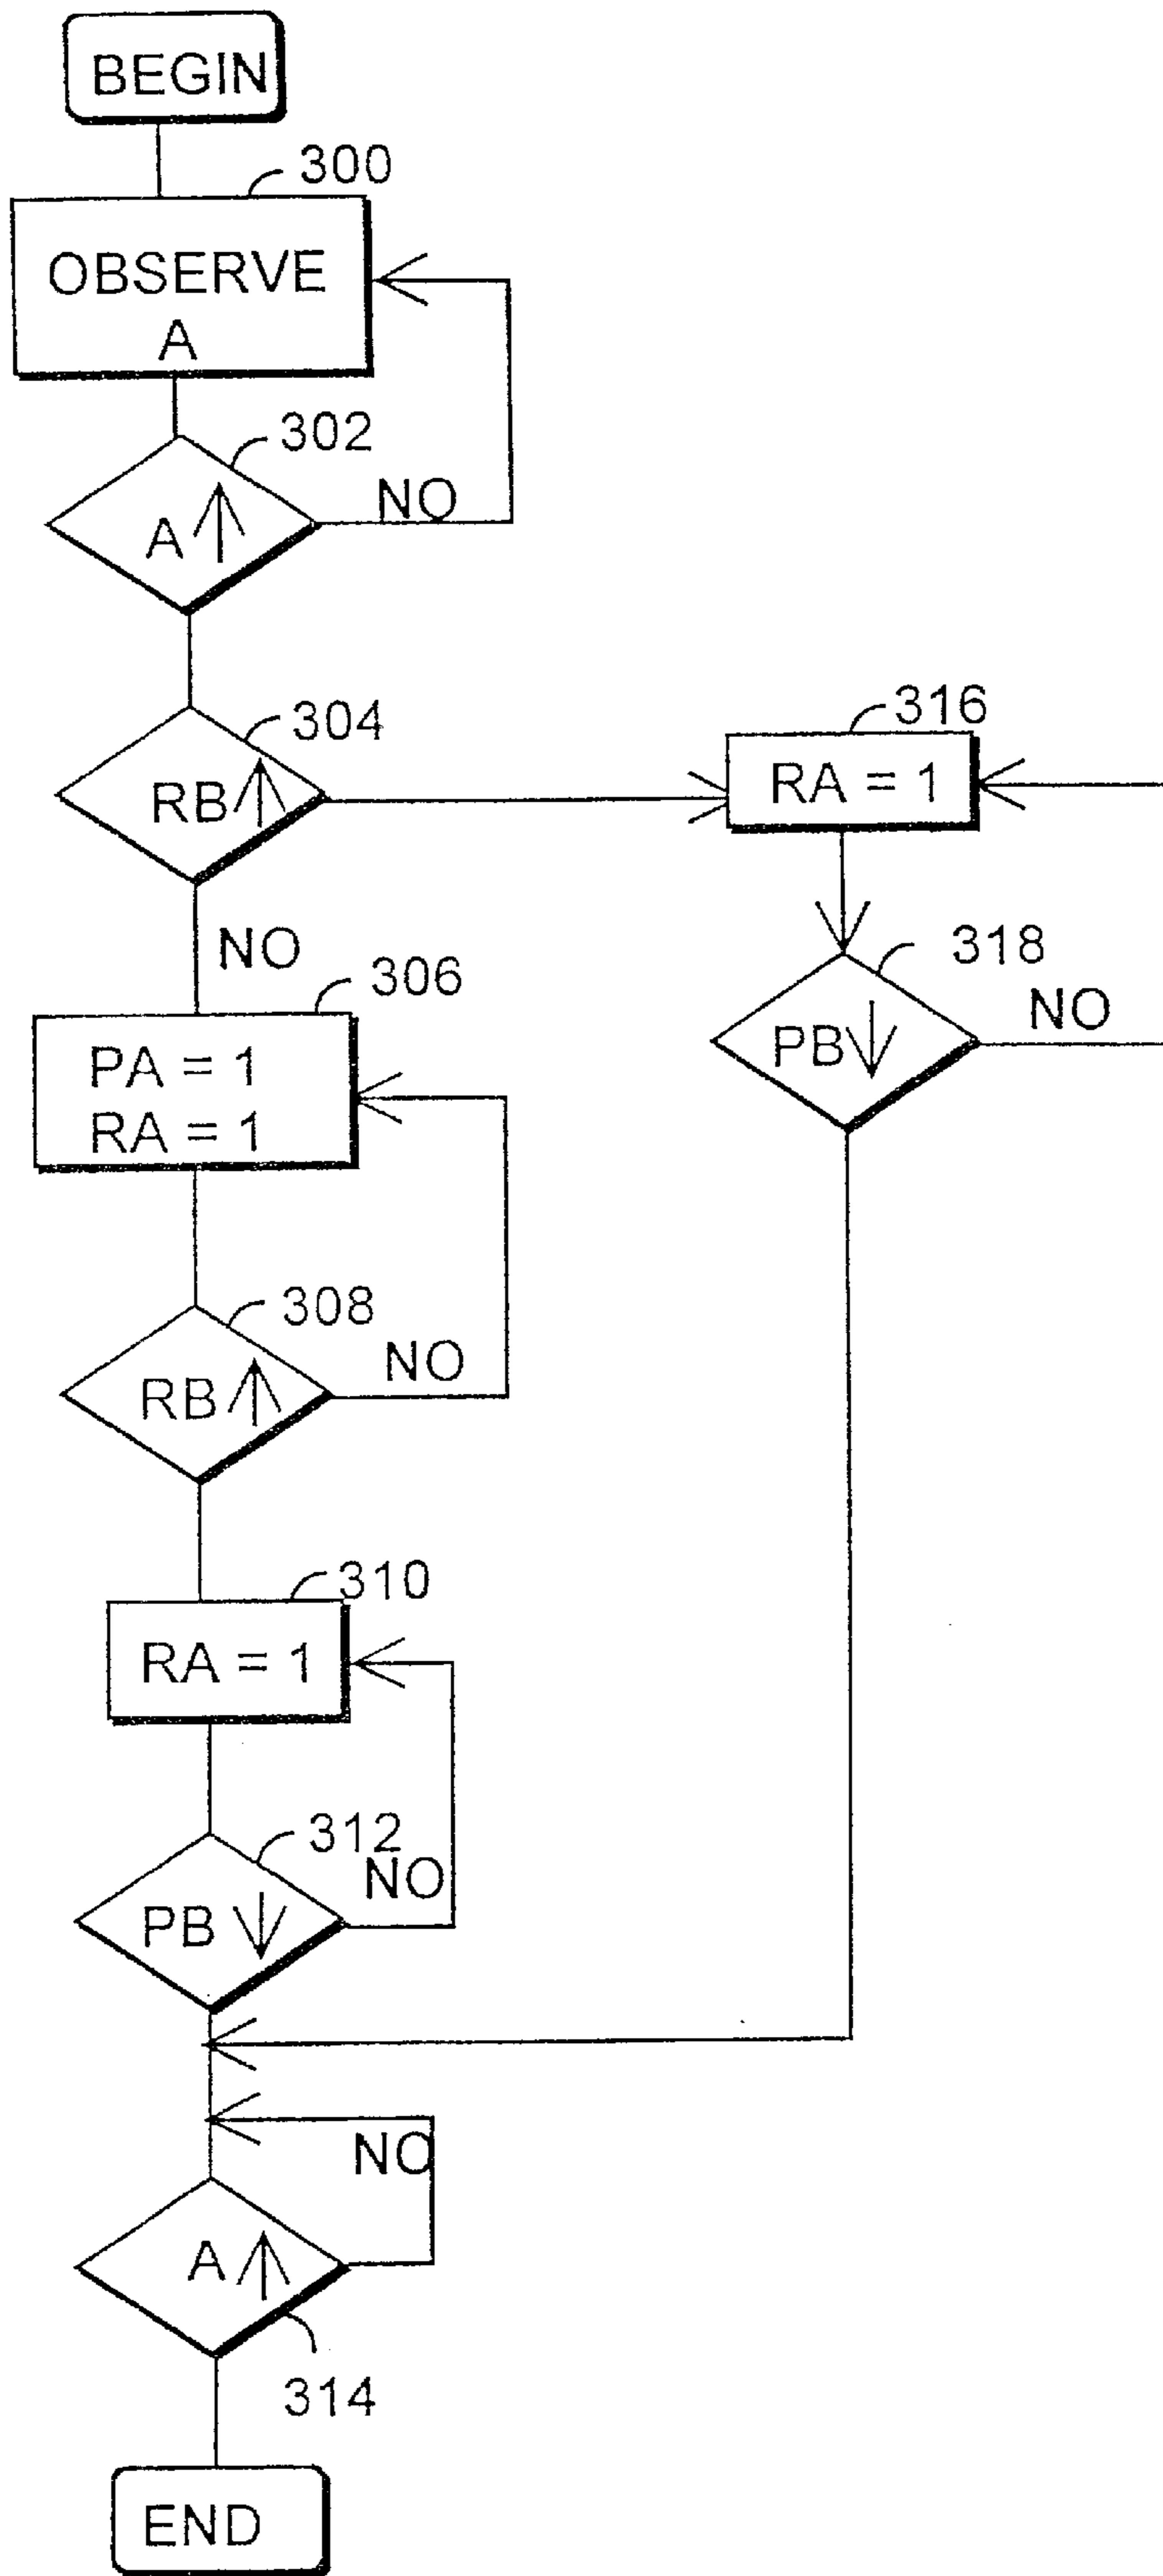 BEGIN
300
OBSERVE
A
302
A ↑
NO
304
RB ↑
NO
316
RA = 1
318
PB ↓
NO
306
PA = 1
RA = 1
308
RB ↑
NO
310
RA = 1
312
PB ↓
NO
NO
A ↑
314
END